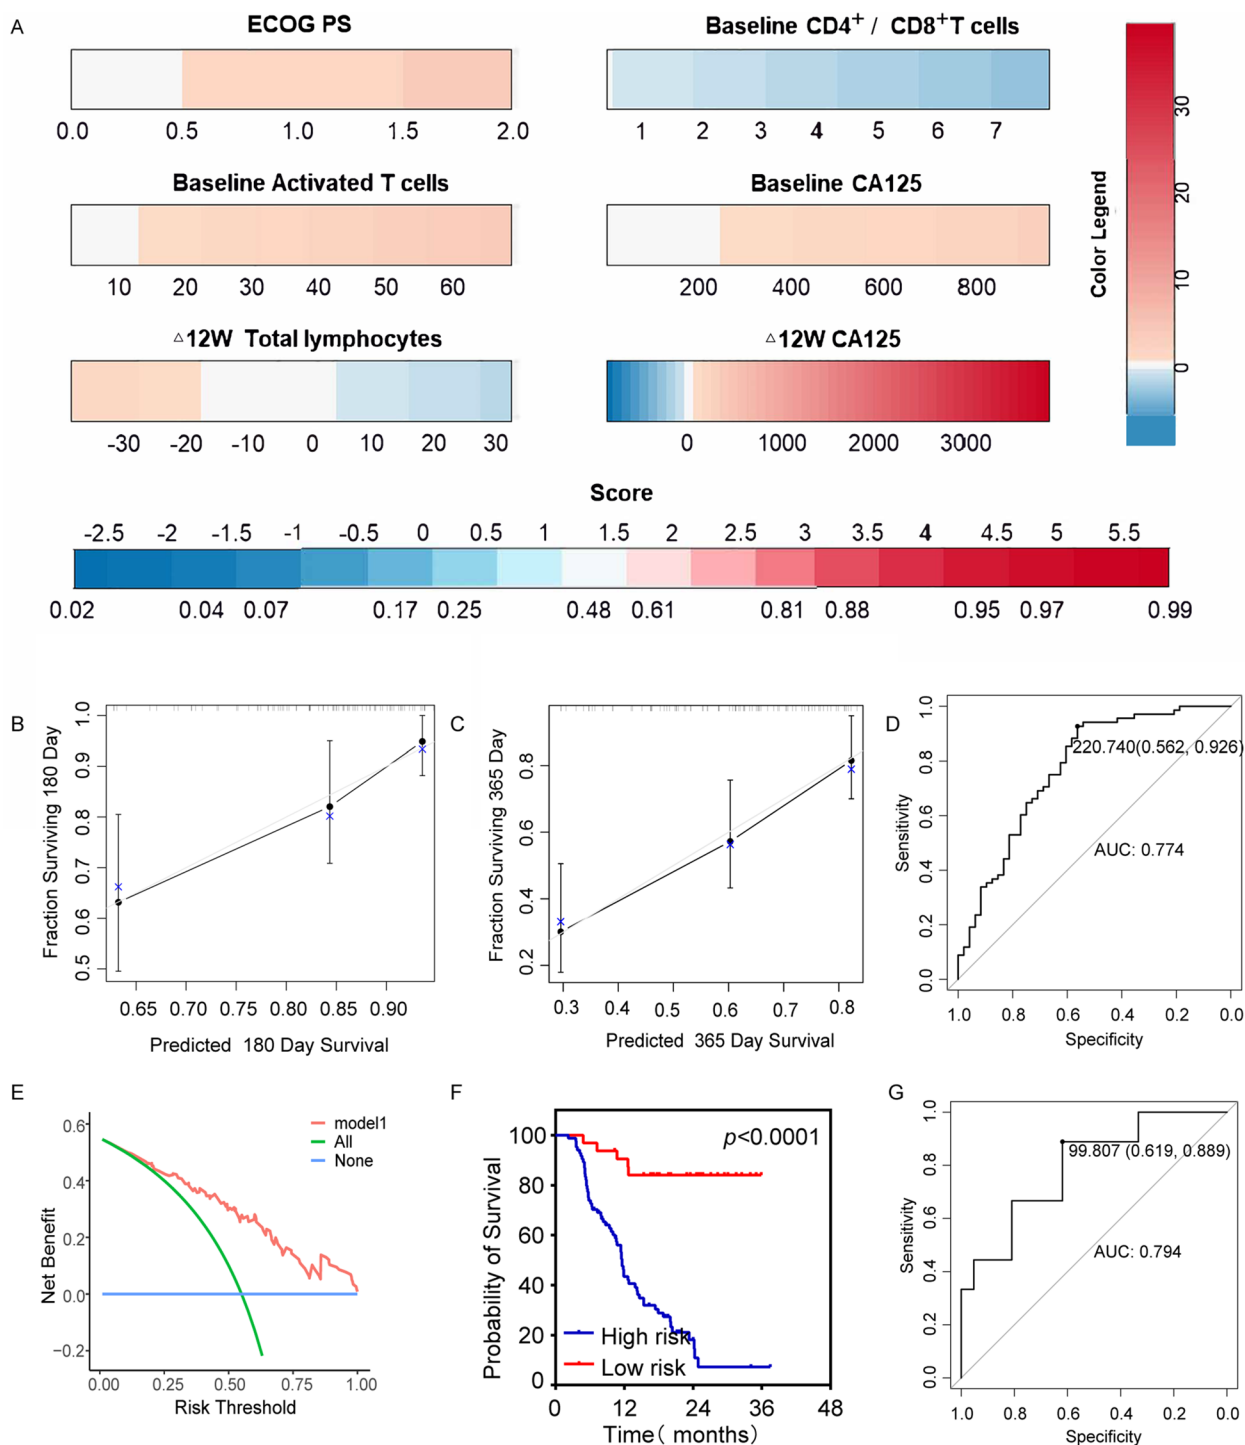 A
ECOG PS
0.0 0.5 1.0 1.5 2.0
Baseline CD4+ / CD8+T cells
1 2 3 4 5 6 7
Baseline Activated T cells
10 20 30 40 50 60
Baseline CA125
200 400 600 800
△12W Total lymphocytes
-30 -20 -10 0 10 20 30
△12W CA125
0 1000 2000 3000
Color Legend
30
20
10
0
Score
-2.5 -2 -1.5 -1 -0.5 0 0.5 1 1.5 2 2.5 3 3.5 4 4.5 5 5.5
0.02 0.04 0.07 0.17 0.25 0.48 0.61 0.81 0.88 0.95 0.97 0.99
B
Fraction Surviving 180 Day
1.0
0.9
0.8
0.7
0.6
0.5
0.65 0.70 0.75 0.80 0.85 0.90
Predicted 180 Day Survival
C
Fraction Surviving 365 Day
0.8
0.6
0.4
0.2
0.3 0.4 0.5 0.6 0.7 0.8
Predicted 365 Day Survival
D
Sensitivity
1.0
0.8
0.6
0.4
0.2
0.0
220.740(0.562, 0.926)
AUC: 0.774
1.0 0.8 0.6 0.4 0.2 0.0
Specificity
E
Net Benefit
0.6
0.4
0.2
0.0
−0.2
model1
All
None
0.00 0.25 0.50 0.75 1.00
Risk Threshold
F
Probability of Survival
100
80
60
40
20
0
p<0.0001
High risk
Low risk
0 12 24 36 48
Time( months)
G
Sensitivity
1.0
0.8
0.6
0.4
0.2
0.0
99.807 (0.619, 0.889)
AUC: 0.794
1.0 0.8 0.6 0.4 0.2 0.0
Specificity